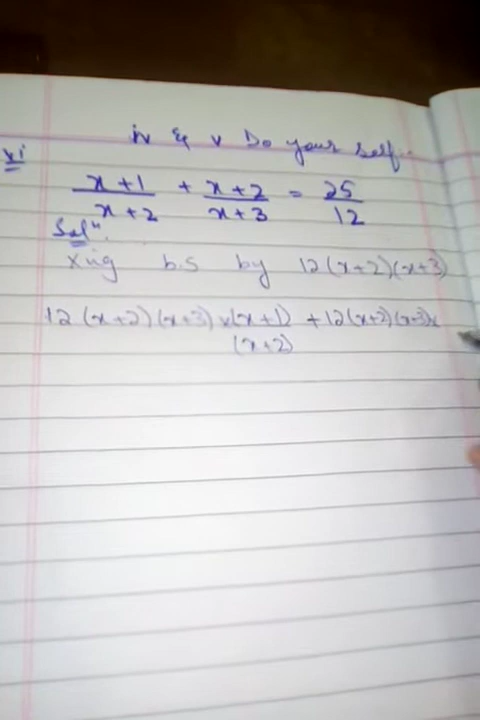 iv & v Do your self.
vi
x+1/x+2 + x+2/x+3 = 25/12
Solⁿ.
Xing b.s by 12(x+2)(x+3)
12(x+2)(x+3)x(x+1)/(x+2) + 12(x+2)(x+3)x